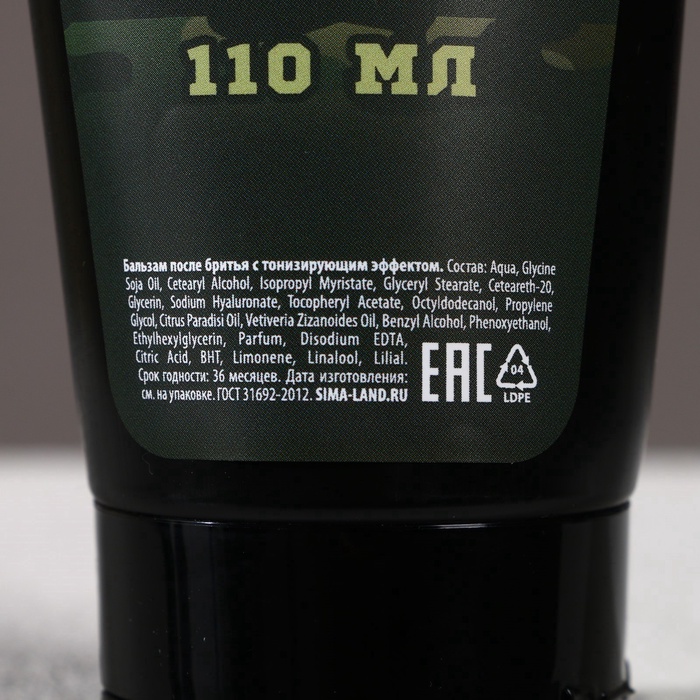 110 МЛ
Бальзам после бритья с тонизирующим эффектом. Состав: Aqua, Glycine
Soja Oil, Cetearyl Alcohol, Isopropyl Myristate, Glyceryl Stearate, Ceteareth-20,
Glycerin, Sodium Hyaluronate, Tocopheryl Acetate, Octyldodecanol, Propylene
Glycol, Citrus Paradisi Oil, Vetiveria Zizanoides Oil, Benzyl Alcohol, Phenoxyethanol,
Ethylhexylglycerin, Parfum, Disodium EDTA,
Citric Acid, BHT, Limonene, Linalool, Lilial.
Срок годности: 36 месяцев. Дата изготовления:
см. на упаковке. ГОСТ 31692-2012. SIMA-LAND.RU
EAC
04
LDPE